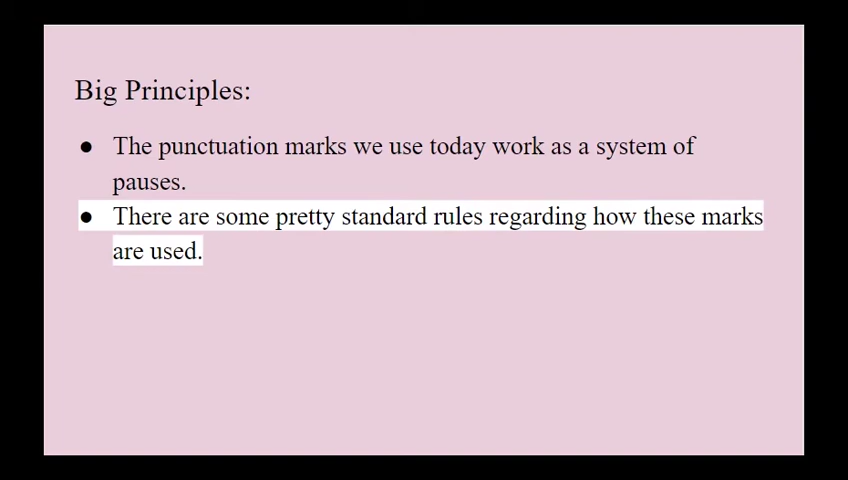 Big Principles:
● The punctuation marks we use today work as a system of
pauses.
● There are some pretty standard rules regarding how these marks
are used.